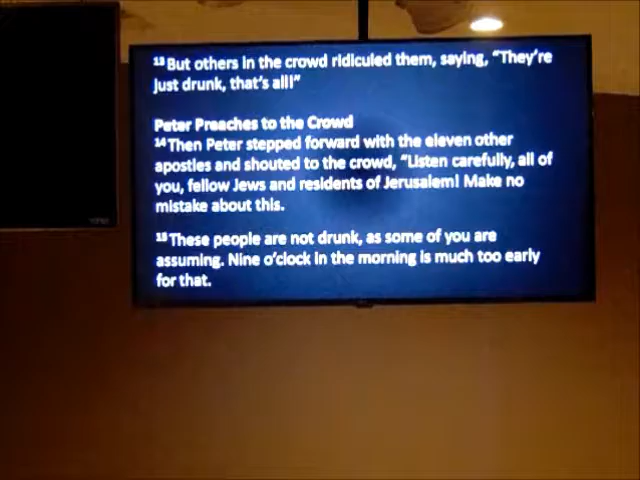 13 But others in the crowd ridiculed them, saying, “They’re
just drunk, that’s all!”
Peter Preaches to the Crowd
14 Then Peter stepped forward with the eleven other
apostles and shouted to the crowd, “Listen carefully, all of
you, fellow Jews and residents of Jerusalem! Make no
mistake about this.
15 These people are not drunk, as some of you are
assuming. Nine o’clock in the morning is much too early
for that.